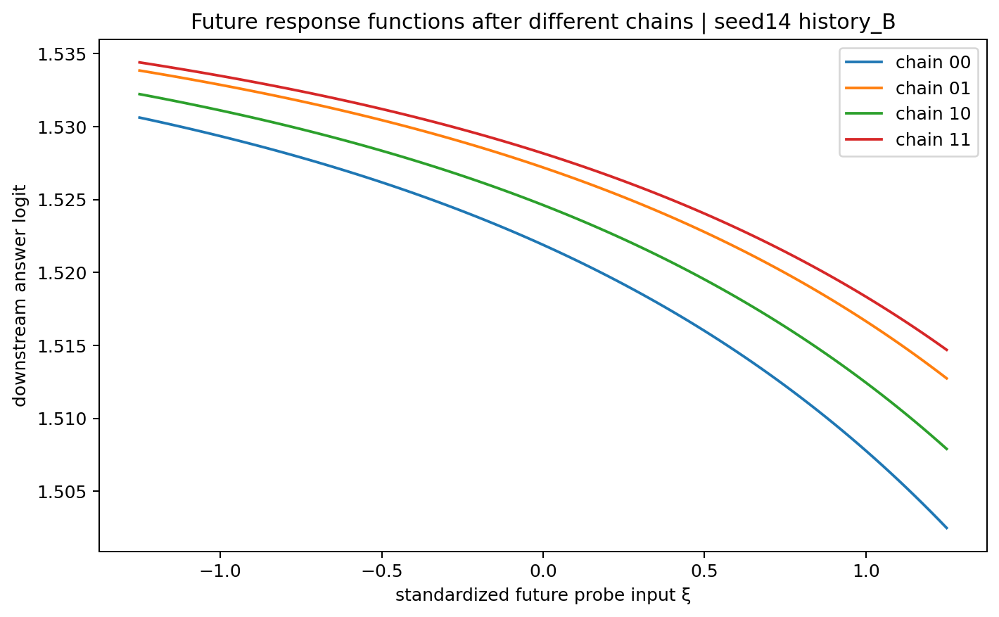 Future response functions after different chains | seed14 history_B
chain 00
chain 01
chain 10
chain 11
1.535
1.530
1.525
1.520
1.515
1.510
1.505
downstream answer logit
−1.0
−0.5
0.0
0.5
1.0
standardized future probe input ξ